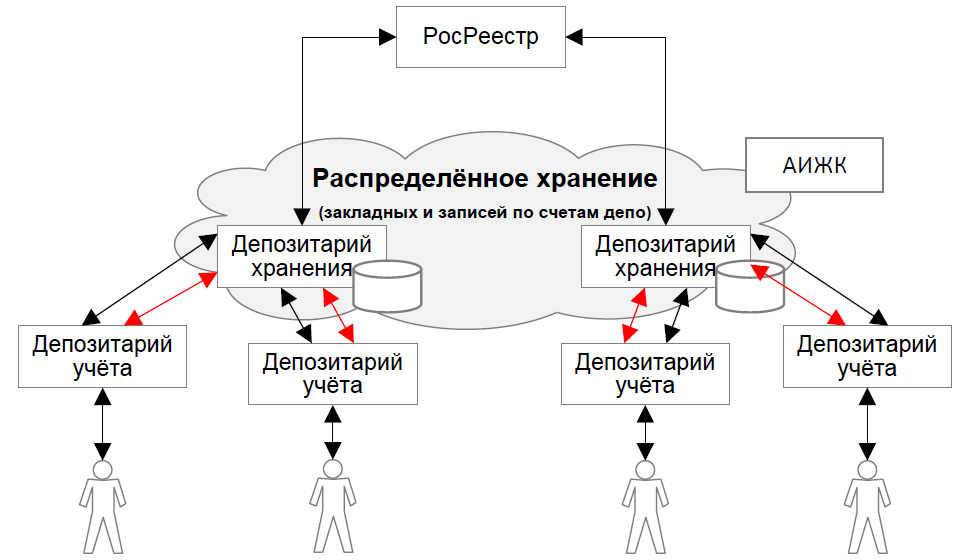 РосРеестр
АИЖК
Распределённое хранение
(закладных и записей по счетам депо)
Депозитарий
хранения
Депозитарий
хранения
Депозитарий
учёта
Депозитарий
учёта
Депозитарий
учёта
Депозитарий
учёта